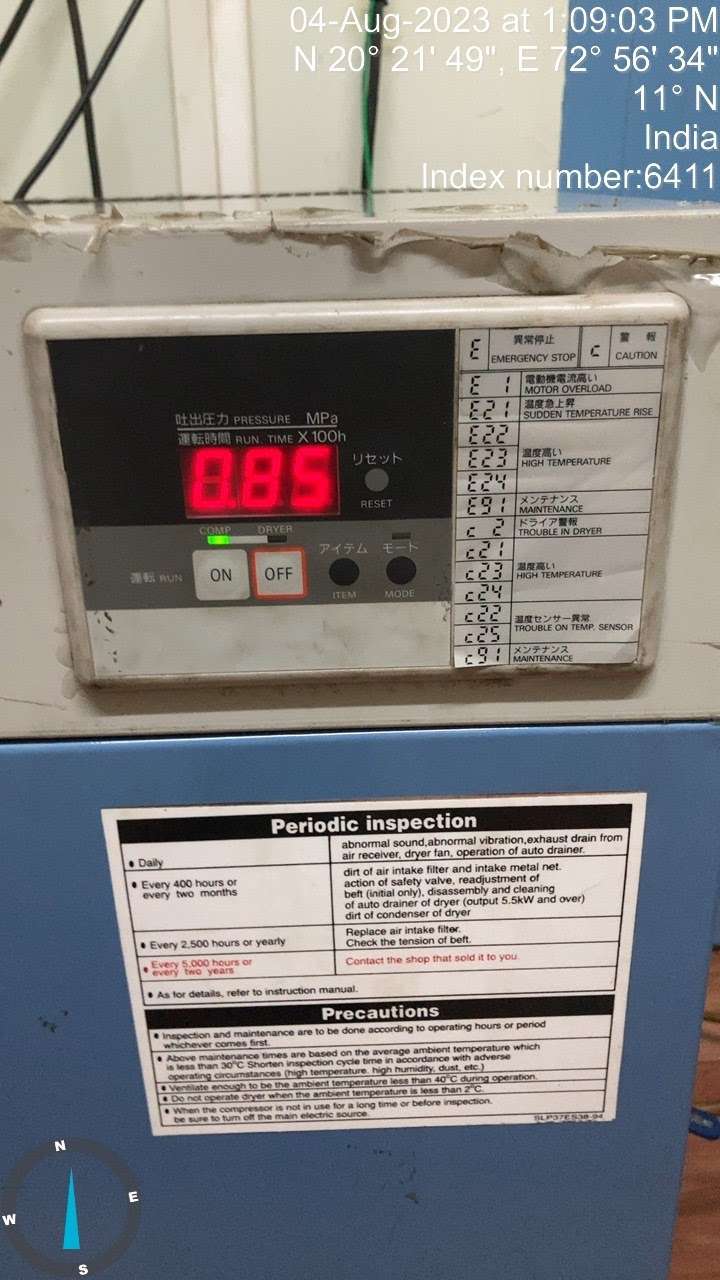 04-Aug-2023 at 1:09:03 PM
N 20° 21' 49", E 72° 56' 34"
11° N
India
Index number:6411
吐出圧力 PRESSURE MPa
運転時間 RUN. TIME X100h
0.85
リセット
RESET
COMP DRYER
運転 RUN
ON
OFF
アイテム
ITEM
モート
MODE
E 異常停止
EMERGENCY STOP
c 警報
CAUTION
E 1 電動機電流高い
MOTOR OVERLOAD
E21 温度急上昇
SUDDEN TEMPERATURE RISE
E22
E23 温度高い
HIGH TEMPERATURE
E24
E91 メンテナンス
MAINTENANCE
c 2 ドライア警報
TROUBLE IN DRYER
c21
c23 温度高い
HIGH TEMPERATURE
c24
c22 温度センサー異常
TROUBLE ON TEMP. SENSOR
c25
c91 メンテナンス
MAINTENANCE
Periodic inspection
• Daily
abnormal sound,abnormal vibration,exhaust drain from
air receiver, dryer fan, operation of auto drainer.
• Every 400 hours or
every two months
dirt of air intake filter and intake metal net.
action of safety valve, readjustment of
beft (initial only), disassembly and cleaning
of auto drainer of dryer (output 5.5kW and over)
dirt of condenser of dryer
• Every 2,500 hours or yearly
Replace air intake filter.
Check the tension of beft.
• Every 5,000 hours or
every two years
Contact the shop that sold it to you.
• As for details, refer to instruction manual.
Precautions
• Inspection and maintenance are to be done according to operating hours or period
whichever comes first.
• Above maintenance times are based on the average ambient temperature which
is less than 30°C Shorten inspection cycle time in accordance with adverse
operating circumstances (high temperature, high humidity, dust, etc.)
• Ventilate enough to be the ambient temperature less than 40°C during operation.
• Do not operate dryer when the ambient temperature is less than 2°C.
• When the compressor is not in use for a long time or before inspection,
be sure to turn off the main electric source.
SLP37ES38-94
N
E
W
S